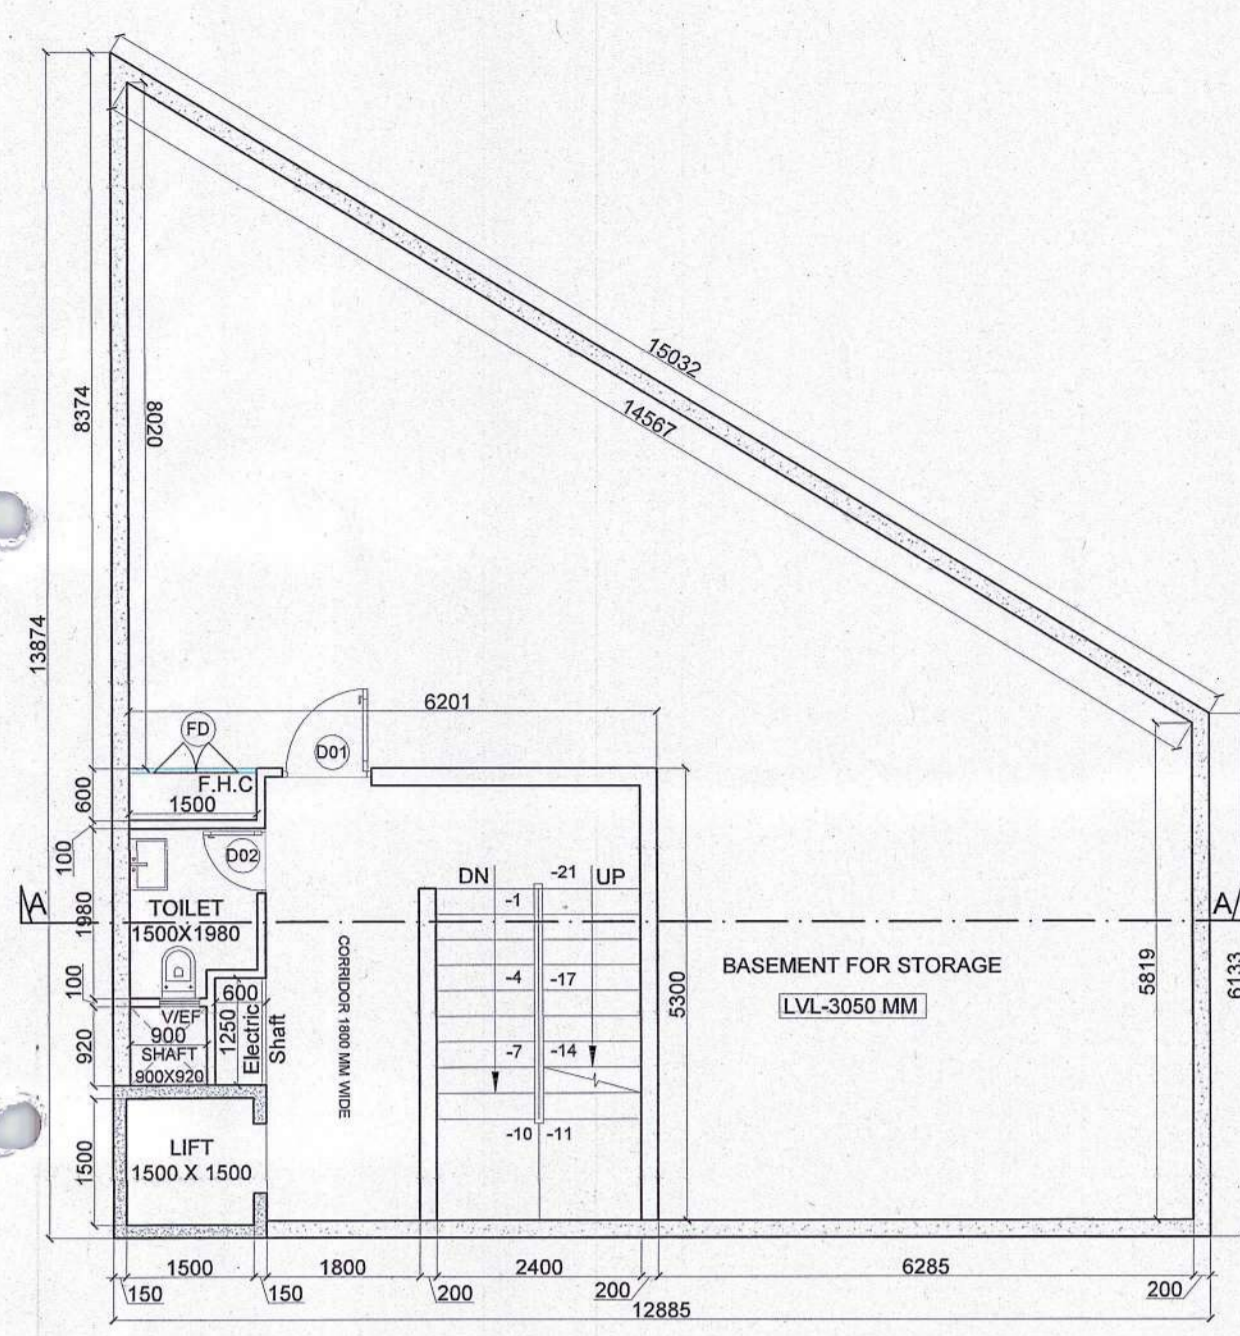 15032
14567
8374
8020
13874
6201
FD
D01
F.H.C
1500
600
100
D02
DN
-21
UP
-1
A
TOILET
1500X1980
1980
A
CORRIDOR 1800 MM WIDE
BASEMENT FOR STORAGE
LVL-3050 MM
5819
6133
5300
100
600
-4
-17
V/EF
900
1250
Electric
Shaft
920
SHAFT
900X920
-7
-14
-10
-11
LIFT
1500 X 1500
1500
1500
1800
2400
6285
150
150
200
200
200
12885